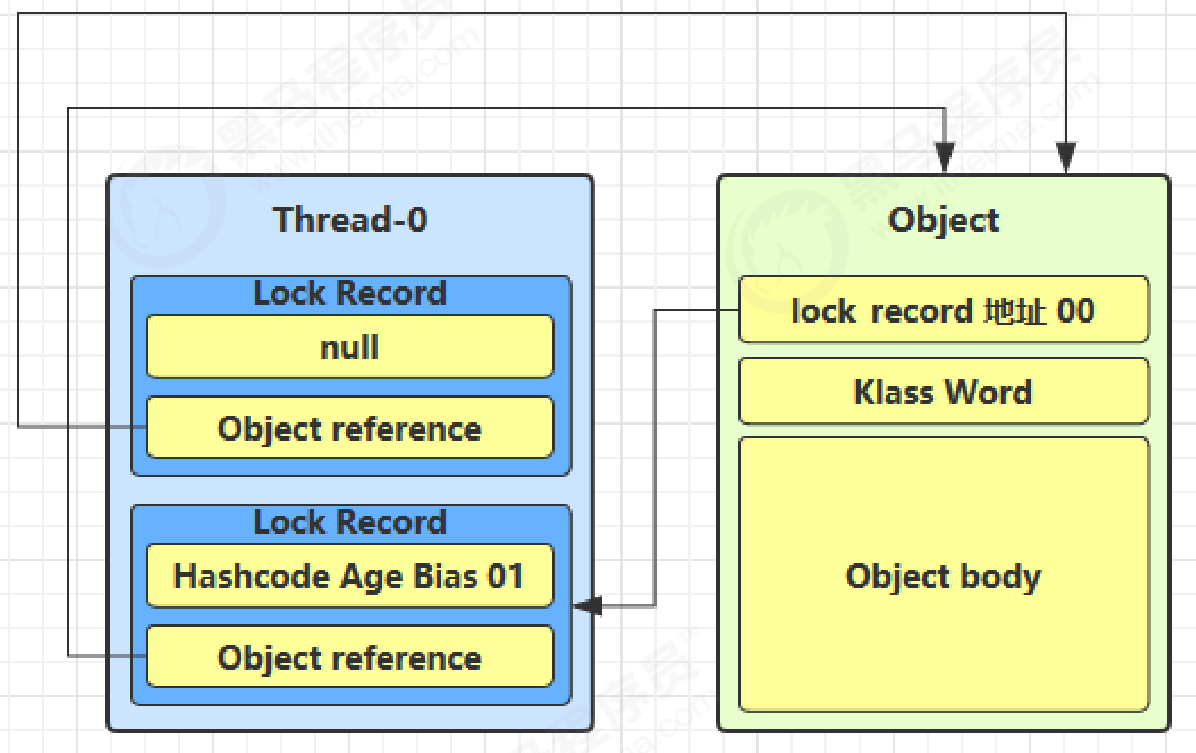 黑马程序员
www.itheima.com
黑马程序员™
www.itheima.com
Thread-0
Lock Record
null
Object reference
Lock Record
Hashcode Age Bias 01
Object reference
Object
lock record 地址 00
Klass Word
Object body